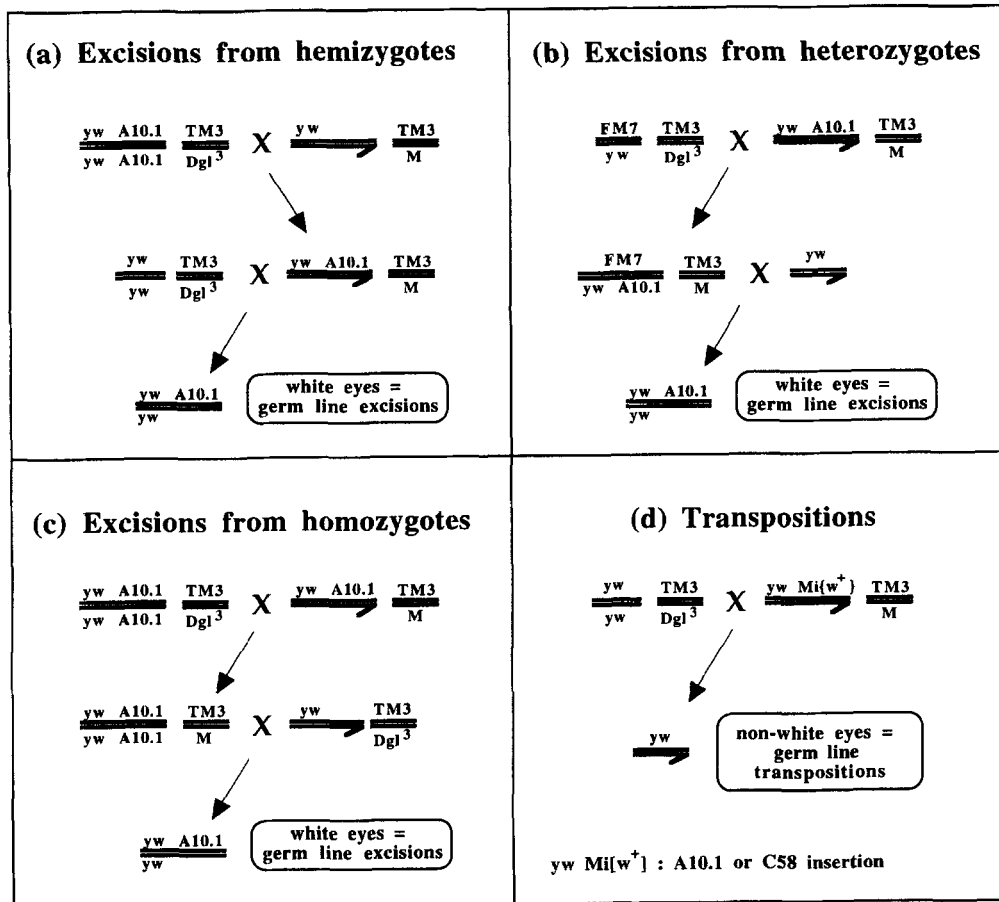 (a) Excisions from hemizygotes
yw A10.1 TM3 X yw TM3
yw A10.1 Dgl³ M
yw TM3 X yw A10.1 TM3
yw Dgl³ M
yw A10.1
yw
white eyes =
germ line excisions
(b) Excisions from heterozygotes
FM7 TM3 X yw A10.1 TM3
yw Dgl³ M
FM7 TM3 X yw
yw A10.1 M
yw A10.1
yw
white eyes =
germ line excisions
(c) Excisions from homozygotes
yw A10.1 TM3 X yw A10.1 TM3
yw A10.1 Dgl³ M
yw A10.1 TM3 X yw TM3
yw A10.1 M Dgl³
yw A10.1
yw
white eyes =
germ line excisions
(d) Transpositions
yw TM3 X yw Mi{w⁺} TM3
yw Dgl³ M
yw
non-white eyes =
germ line
transpositions
yw Mi[w⁺] : A10.1 or C58 insertion